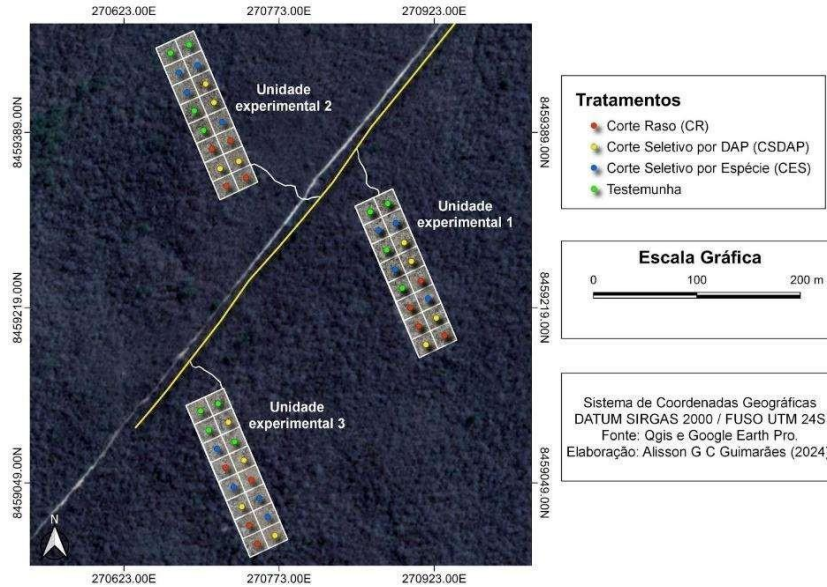 270623.00E
270773.00E
270923.00E
8459389.00N
8459219.00N
8459049.00N
Unidade
experimental 2
Unidade
experimental 1
Unidade
experimental 3
N
8459389.00N
8459219.00N
8459049.00N
270623.00E
270773.00E
270923.00E
Tratamentos
Corte Raso (CR)
Corte Seletivo por DAP (CSDAP)
Corte Seletivo por Espécie (CES)
Testemunha
Escala Gráfica
0 100 200 m
Sistema de Coordenadas Geográficas
DATUM SIRGAS 2000 / FUSO UTM 24S
Fonte: Qgis e Google Earth Pro.
Elaboração: Alisson G C Guimarães (2024)